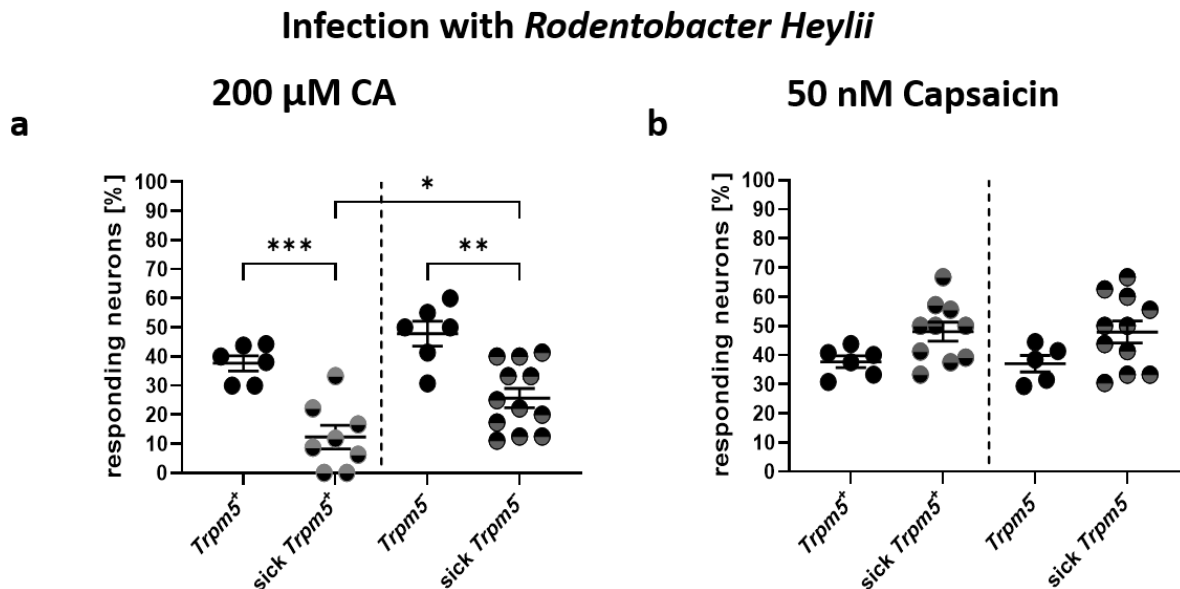 Infection with Rodentobacter Heylii
200 µM CA
50 nM Capsaicin
a
b
responding neurons [%]
100
90
80
70
60
50
40
30
20
10
0
***
*
**
Trpm5⁺
sick Trpm5⁺
Trpm5
sick Trpm5
responding neurons [%]
100
90
80
70
60
50
40
30
20
10
0
Trpm5⁺
sick Trpm5⁺
Trpm5
sick Trpm5